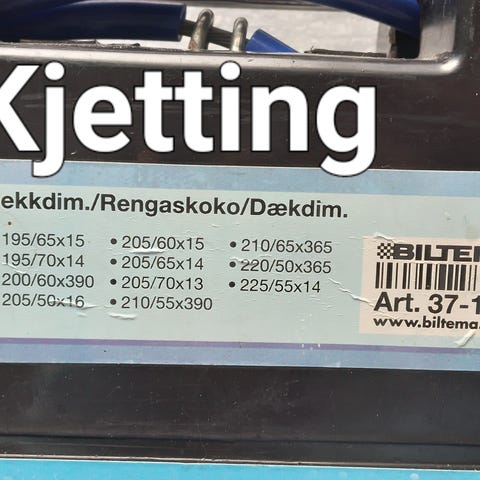 Kjetting
ekkdim./Rengaskoko/Dækdim.
195/65x15 • 205/60x15 • 210/65x365
195/70x14 • 205/65x14 • 220/50x365
200/60x390 • 205/70x13 • 225/55x14
205/50x16 • 210/55x390
BILTE
Art. 37-1
www.biltema.